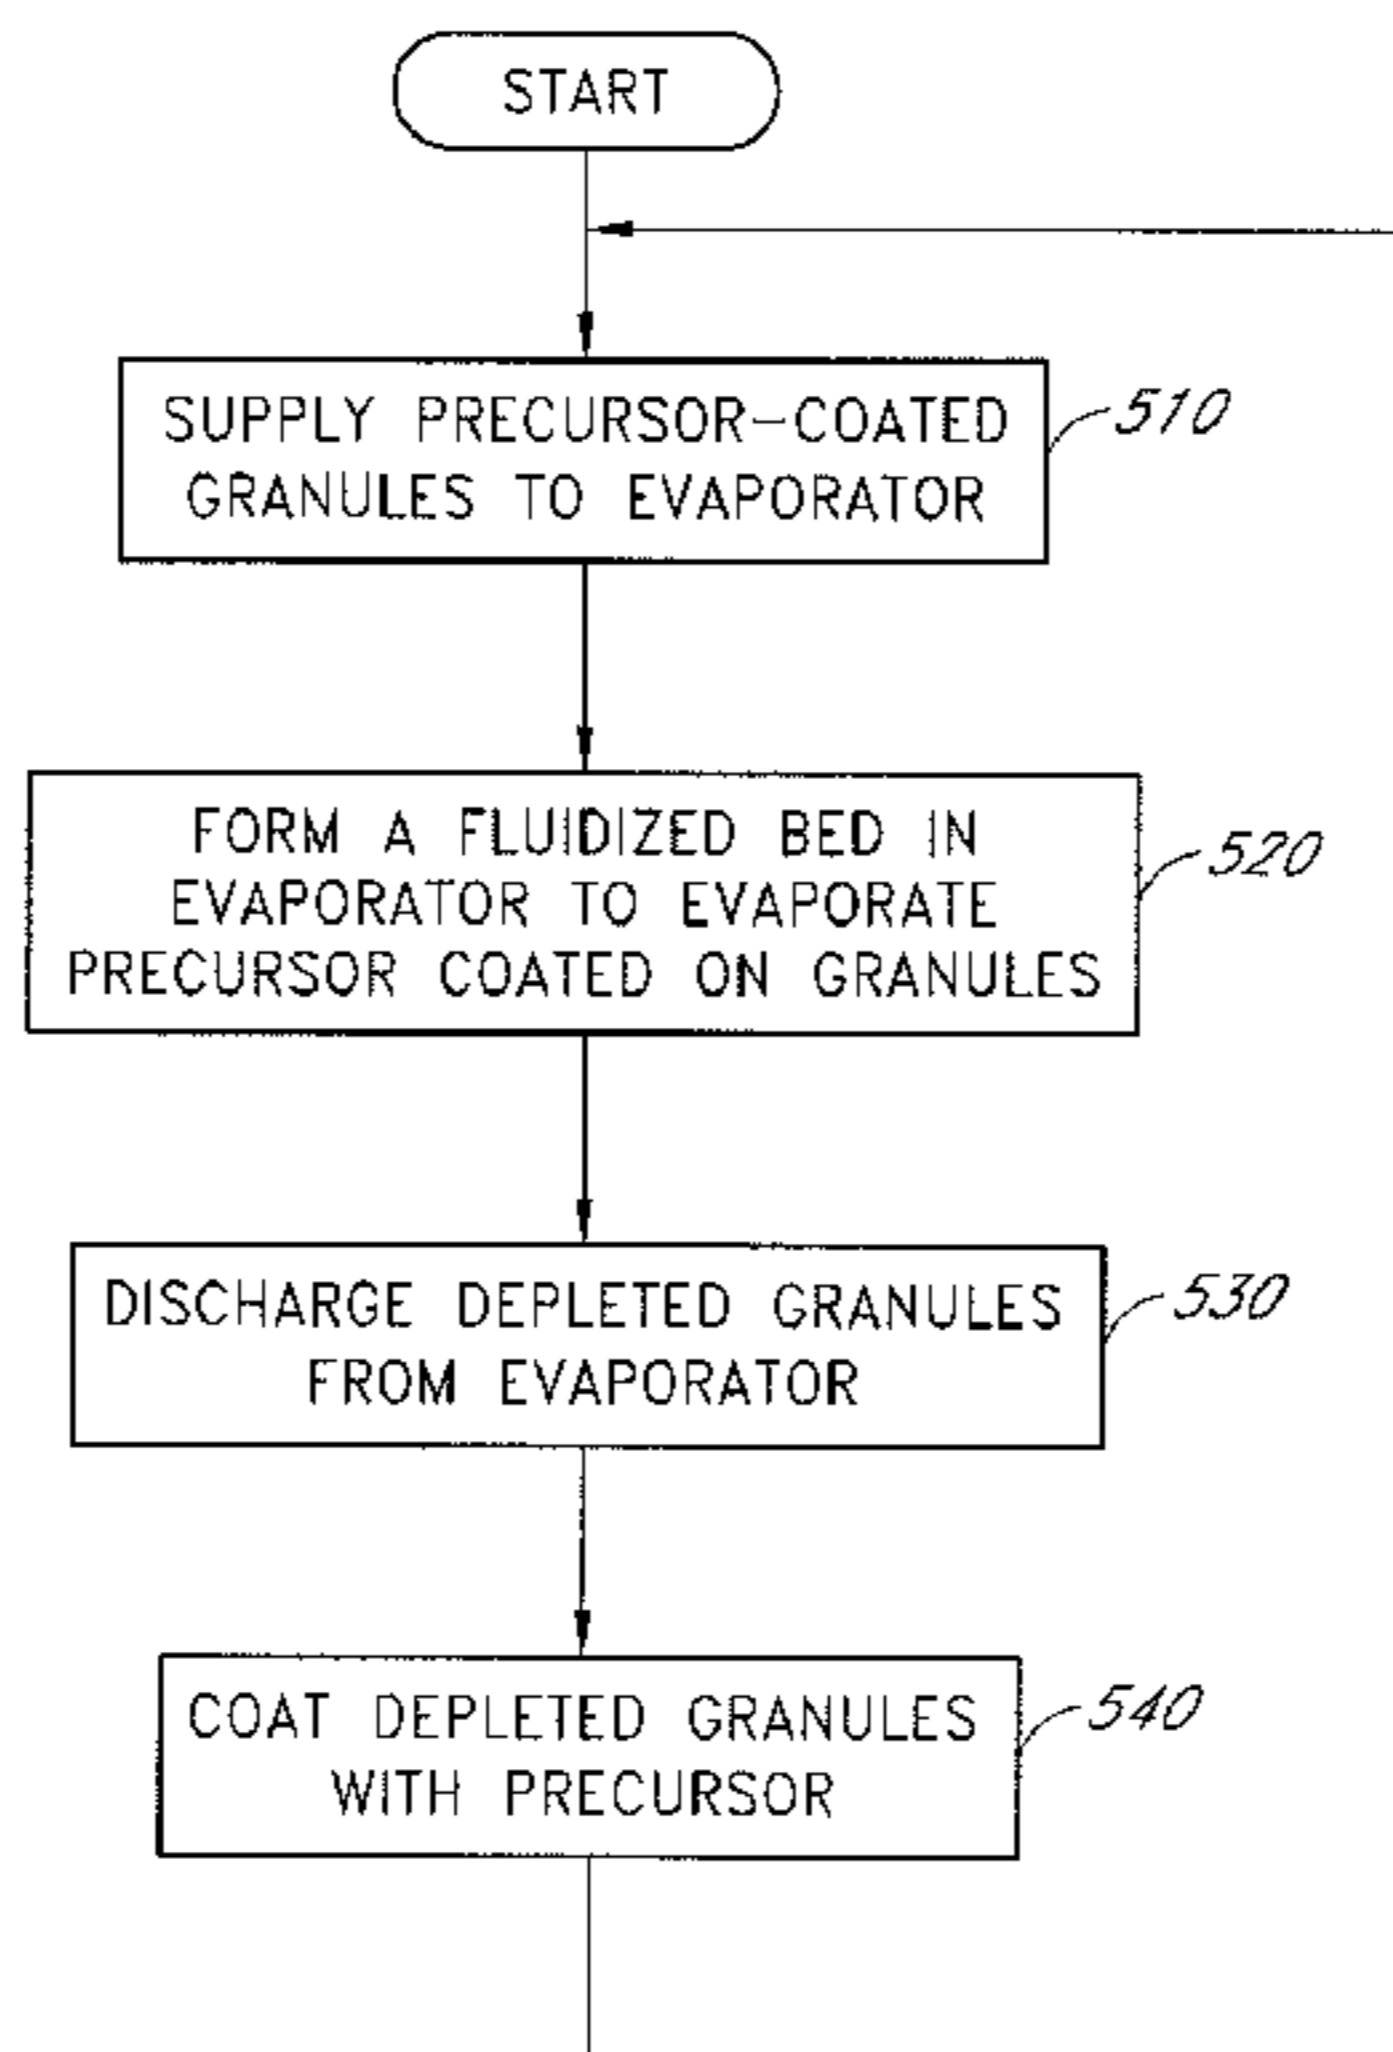 START
SUPPLY PRECURSOR-COATED
GRANULES TO EVAPORATOR
510
FORM A FLUIDIZED BED IN
EVAPORATOR TO EVAPORATE
PRECURSOR COATED ON GRANULES
520
DISCHARGE DEPLETED GRANULES
FROM EVAPORATOR
530
COAT DEPLETED GRANULES
WITH PRECURSOR
540